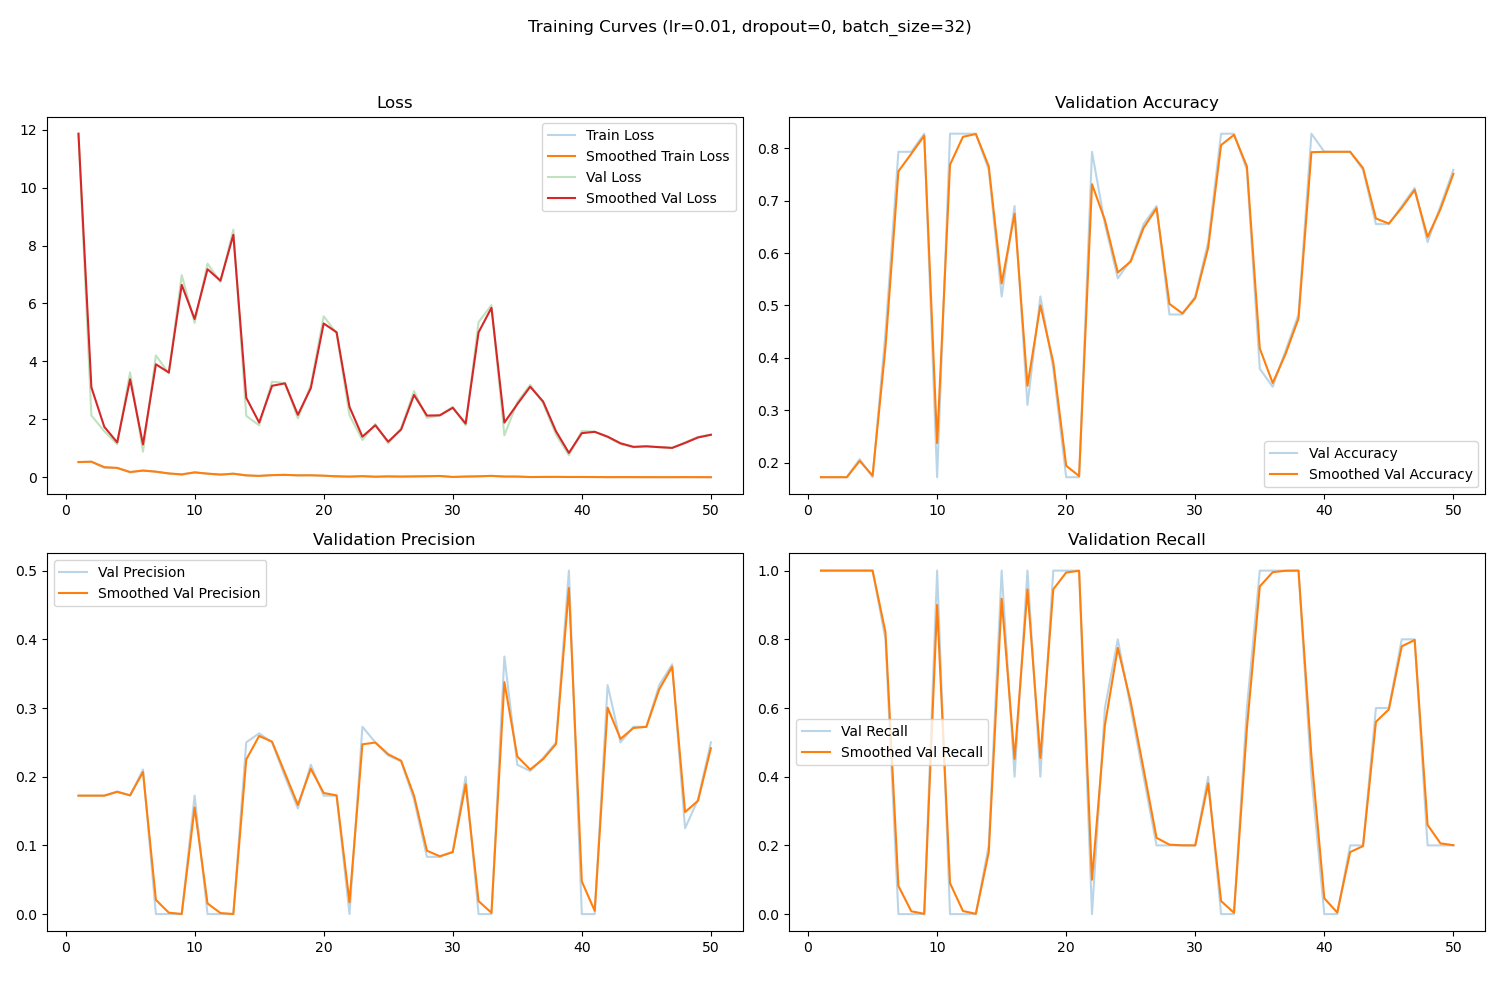 Training Curves (lr=0.01, dropout=0, batch_size=32)
Loss
12
10
8
6
4
2
0
0 10 20 30 40 50
Train Loss
Smoothed Train Loss
Val Loss
Smoothed Val Loss
Validation Accuracy
0.8
0.7
0.6
0.5
0.4
0.3
0.2
0 10 20 30 40 50
Val Accuracy
Smoothed Val Accuracy
Validation Precision
0.5
0.4
0.3
0.2
0.1
0.0
0 10 20 30 40 50
Val Precision
Smoothed Val Precision
Validation Recall
1.0
0.8
0.6
0.4
0.2
0.0
0 10 20 30 40 50
Val Recall
Smoothed Val Recall